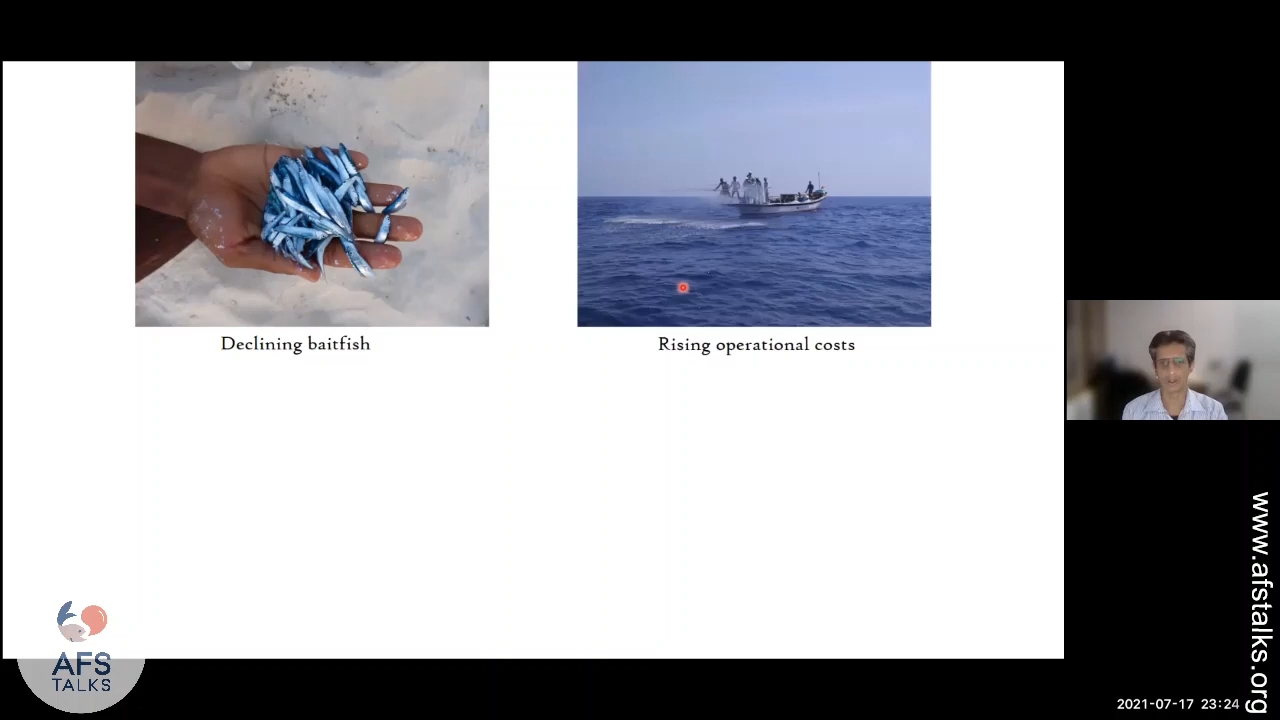 Declining baitfish
Rising operational costs
AFS
TALKS
www.afstalks.org
2021-07-17 23:24